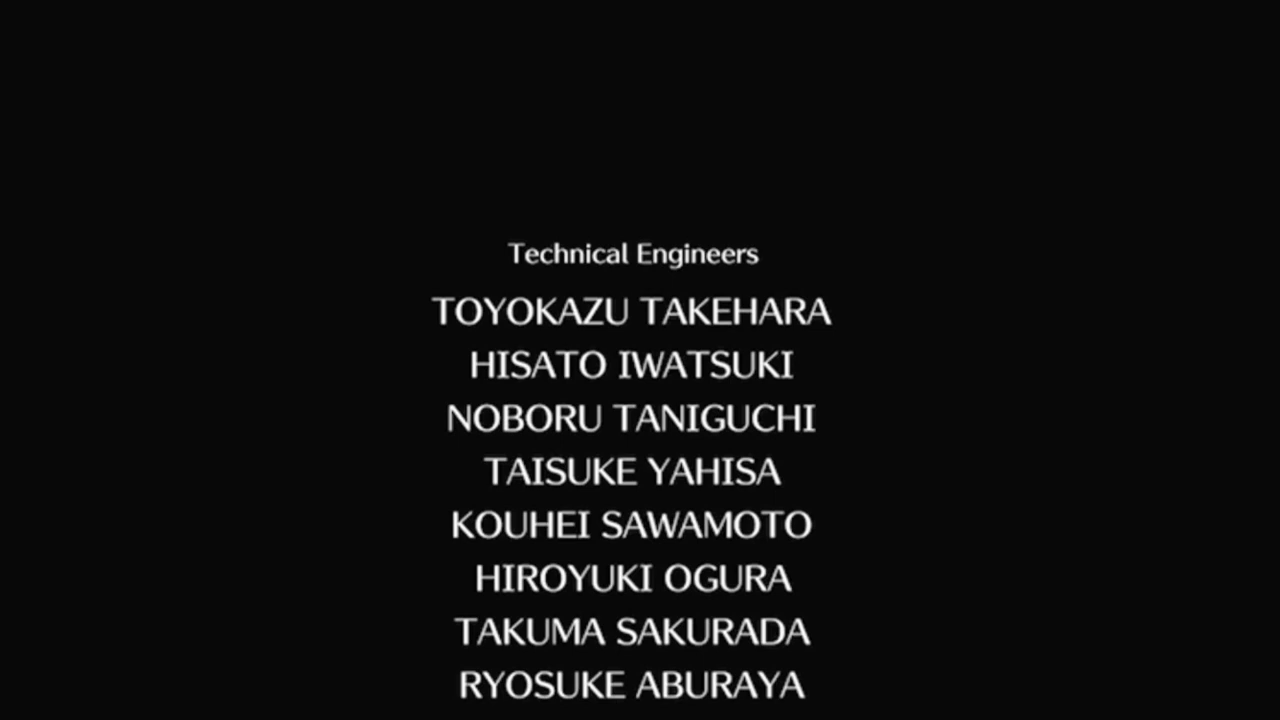 Technical Engineers
TOYOKAZU TAKEHARA
HISATO IWATSUKI
NOBORU TANIGUCHI
TAISUKE YAHISA
KOUHEI SAWAMOTO
HIROYUKI OGURA
TAKUMA SAKURADA
RYOSUKE ABURAYA